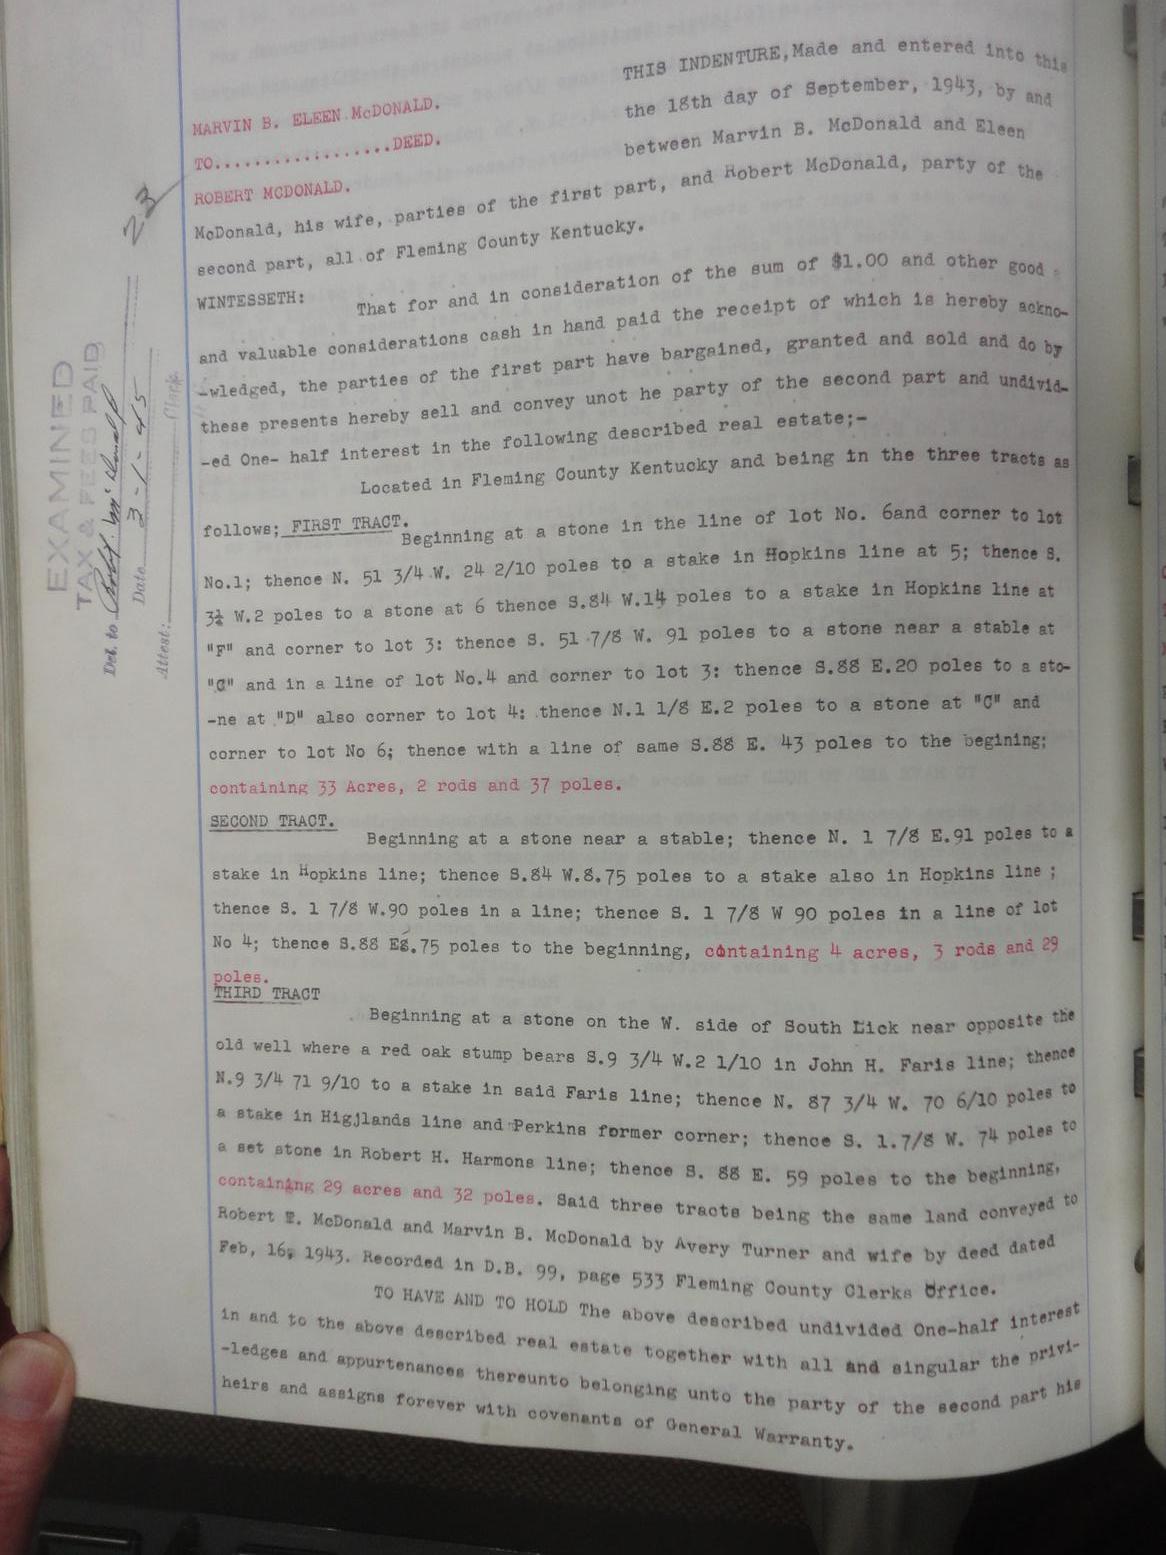 THIS INDENTURE,Made and entered into this
MARVIN B. ELEEN McDONALD.
the 18th day of September, 1943, by and
TO..................DEED.
between Marvin B. McDonald and Eleen
ROBERT MCDONALD.
McDonald, his wife, parties of the first part, and Robert McDonald, party of the
second part, all of Fleming County Kentucky.
WINTESSETH: That for and in consideration of the sum of $1.00 and other good
and valuable considerations cash in hand paid the receipt of which is hereby ackno-
-wledged, the parties of the first part have bargained, granted and sold and do by
these presents hereby sell and convey unot he party of the second part and undivid-
-ed One- half interest in the following described real estate;-
Located in Fleming County Kentucky and being in the three tracts as
follows; FIRST TRACT. Beginning at a stone in the line of lot No. 6and corner to lot
No.1; thence N. 51 3/4 W. 24 2/10 poles to a stake in Hopkins line at 5; thence S.
W.2 poles to a stone at 6 thence S.84 W.14 poles to a stake in Hopkins line at
"F" and corner to lot 3: thence S. 51 7/8 W. 91 poles to a stone near a stable at
and in a line of lot No.4 and corner to lot 3: thence S.88 E.20 poles to a sto-
-ne at "D" also corner to lot 4: thence N.1 1/8 E.2 poles to a stone at "C" and
corner to lot No 6; thence with a line of same S.88 E. 43 poles to the begining;
containing 33 Acres, 2 rods and 37 poles.
SECOND TRACT.
Beginning at a stone near a stable; thence N. 1 7/8 E.91 poles to a
stake in Hopkins line; thence S.84 W.8.75 poles to a stake also in Hopkins line ;
thence S. 1 7/8 W.90 poles in a line; thence S. 1 7/8 W 90 poles in a line of lot
No 4; thence S.88 E8.75 poles to the beginning, containing 4 acres, 3 rods and 29
poles.
THIRD TRACT
Beginning at a stone on the W. side of South Lick near opposite the
old well where a red oak stump bears S.9 3/4 W.2 1/10 in John H. Faris line; thence
N.9 3/4 71 9/10 to a stake in said Faris line; thence N. 87 3/4 W. 70 6/10 poles to
a stake in Higjlands line and Perkins former corner; thence S. 1.7/8 W. 74 poles to
a set stone in Robert H. Harmons line; thence S. 88 E. 59 poles to the beginning,
containing 29 acres and 32 poles. Said three tracts being the same land conveyed to
Robert T. McDonald and Marvin B. McDonald by Avery Turner and wife by deed dated
Feb, 16, 1943. Recorded in D.B. 99, page 533 Fleming County Clerks Office.
TO HAVE AND TO HOLD The above described undivided One-half interest
in and to the above described real estate together with all and singular the privi-
-ledges and appurtenances thereunto belonging unto the party of the second part his
heirs and assigns forever with covenants of General Warranty.
23
EXAMINED
TAX & FEES PAID
Del. to Robt. McDonald
Date 3-1-45
Attest: Clerk